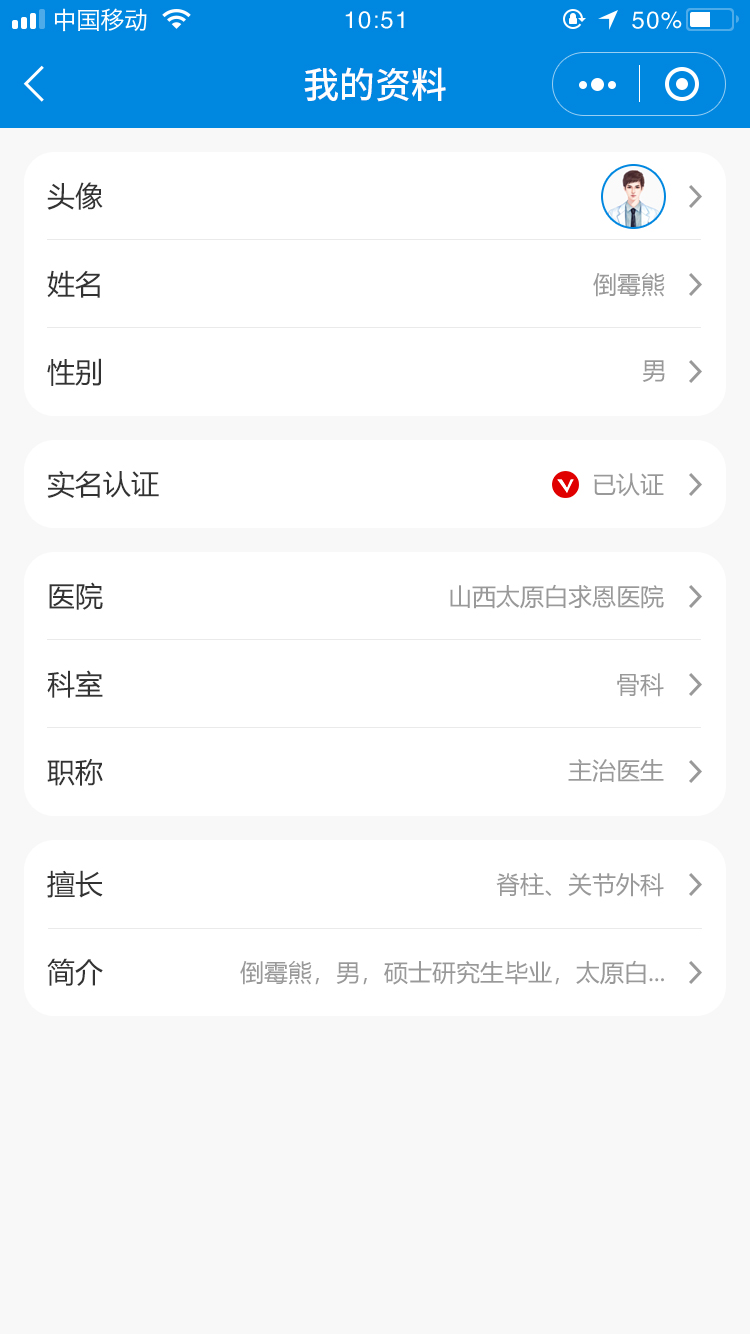 中国移动 10:51 50%
我的资料
头像
姓名 倒霉熊
性别 男
实名认证 已认证
医院 山西太原白求恩医院
科室 骨科
职称 主治医生
擅长 脊柱、关节外科
简介 倒霉熊，男，硕士研究生毕业，太原白...